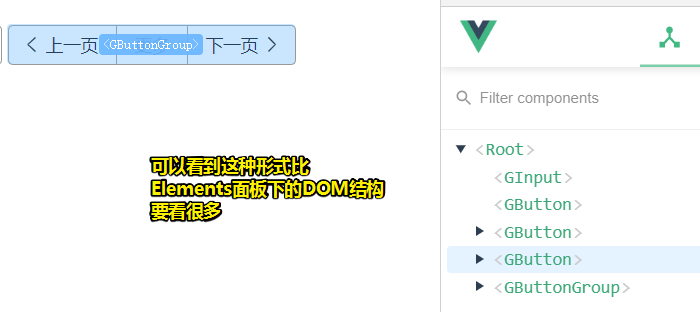 上一页
<GButtonGroup>
下一页
可以看到这种形式比
Elements面板下的DOM结构
要看很多
Filter components
<Root>
<GInput>
<GButton>
<GButton>
<GButton>
<GButtonGroup>